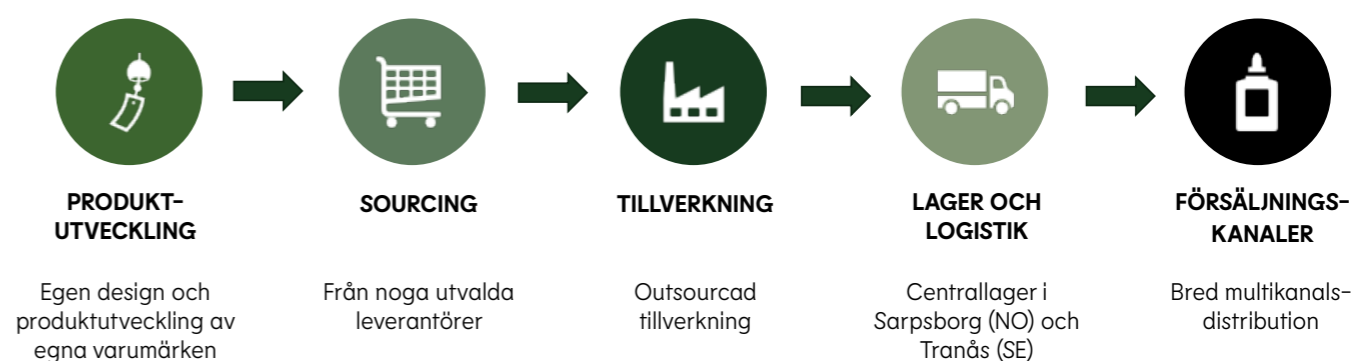 PRODUKT-
UTVECKLING
Egen design och
produktutveckling av
egna varumärken
SOURCING
Från noga utvalda
leverantörer
TILLVERKNING
Outsourcad
tillverkning
LAGER OCH
LOGISTIK
Centrallager i
Sarpsborg (NO) och
Tranås (SE)
FÖRSÄLJNINGS-
KANALER
Bred multikanals-
distribution